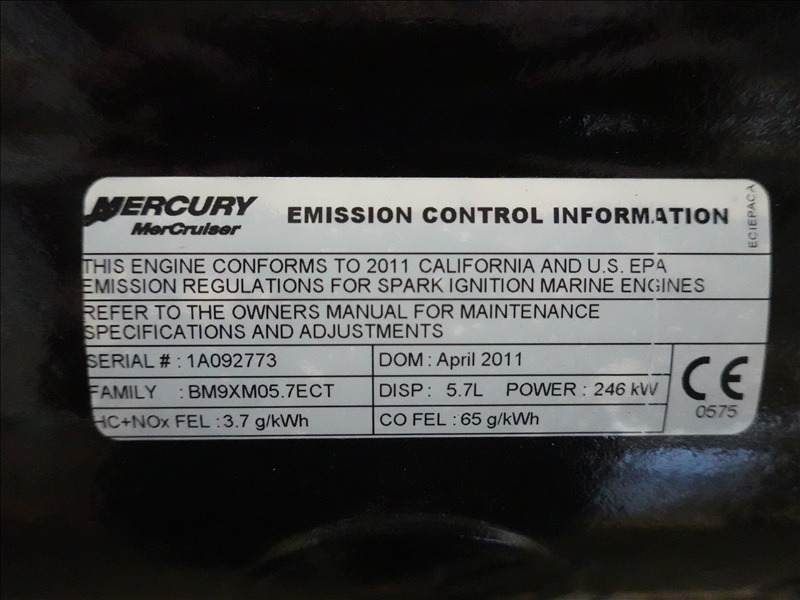 MERCURY
MerCruiser
EMISSION CONTROL INFORMATION
ECIEPACA
THIS ENGINE CONFORMS TO 2011 CALIFORNIA AND U.S. EPA
EMISSION REGULATIONS FOR SPARK IGNITION MARINE ENGINES
REFER TO THE OWNERS MANUAL FOR MAINTENANCE
SPECIFICATIONS AND ADJUSTMENTS
SERIAL # : 1A092773 DOM : April 2011
FAMILY : BM9XM05.7ECT DISP : 5.7L POWER : 246 kW
HC+NOx FEL : 3.7 g/kWh CO FEL : 65 g/kWh
CE
0575